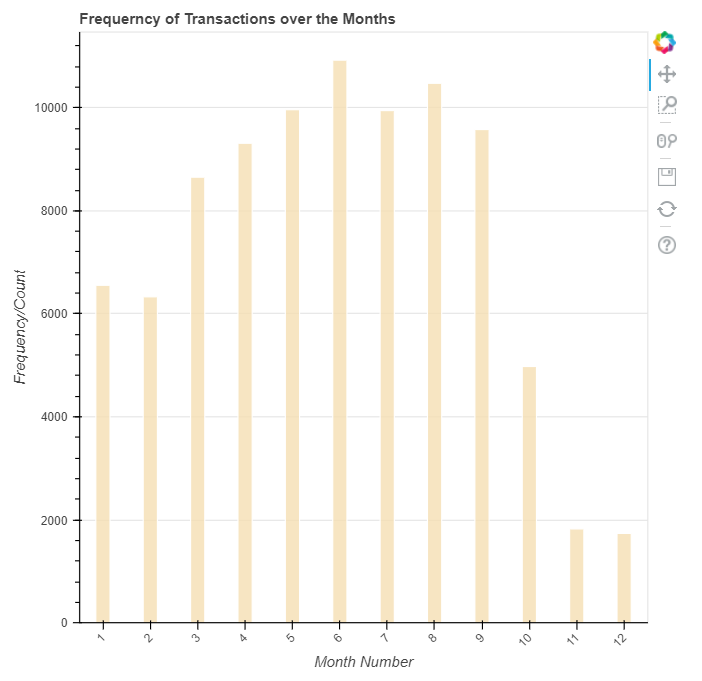 Frequerncy of Transactions over the Months
10000
8000
6000
4000
2000
0
Frequency/Count
1 2 3 4 5 6 7 8 9 10 11 12
Month Number